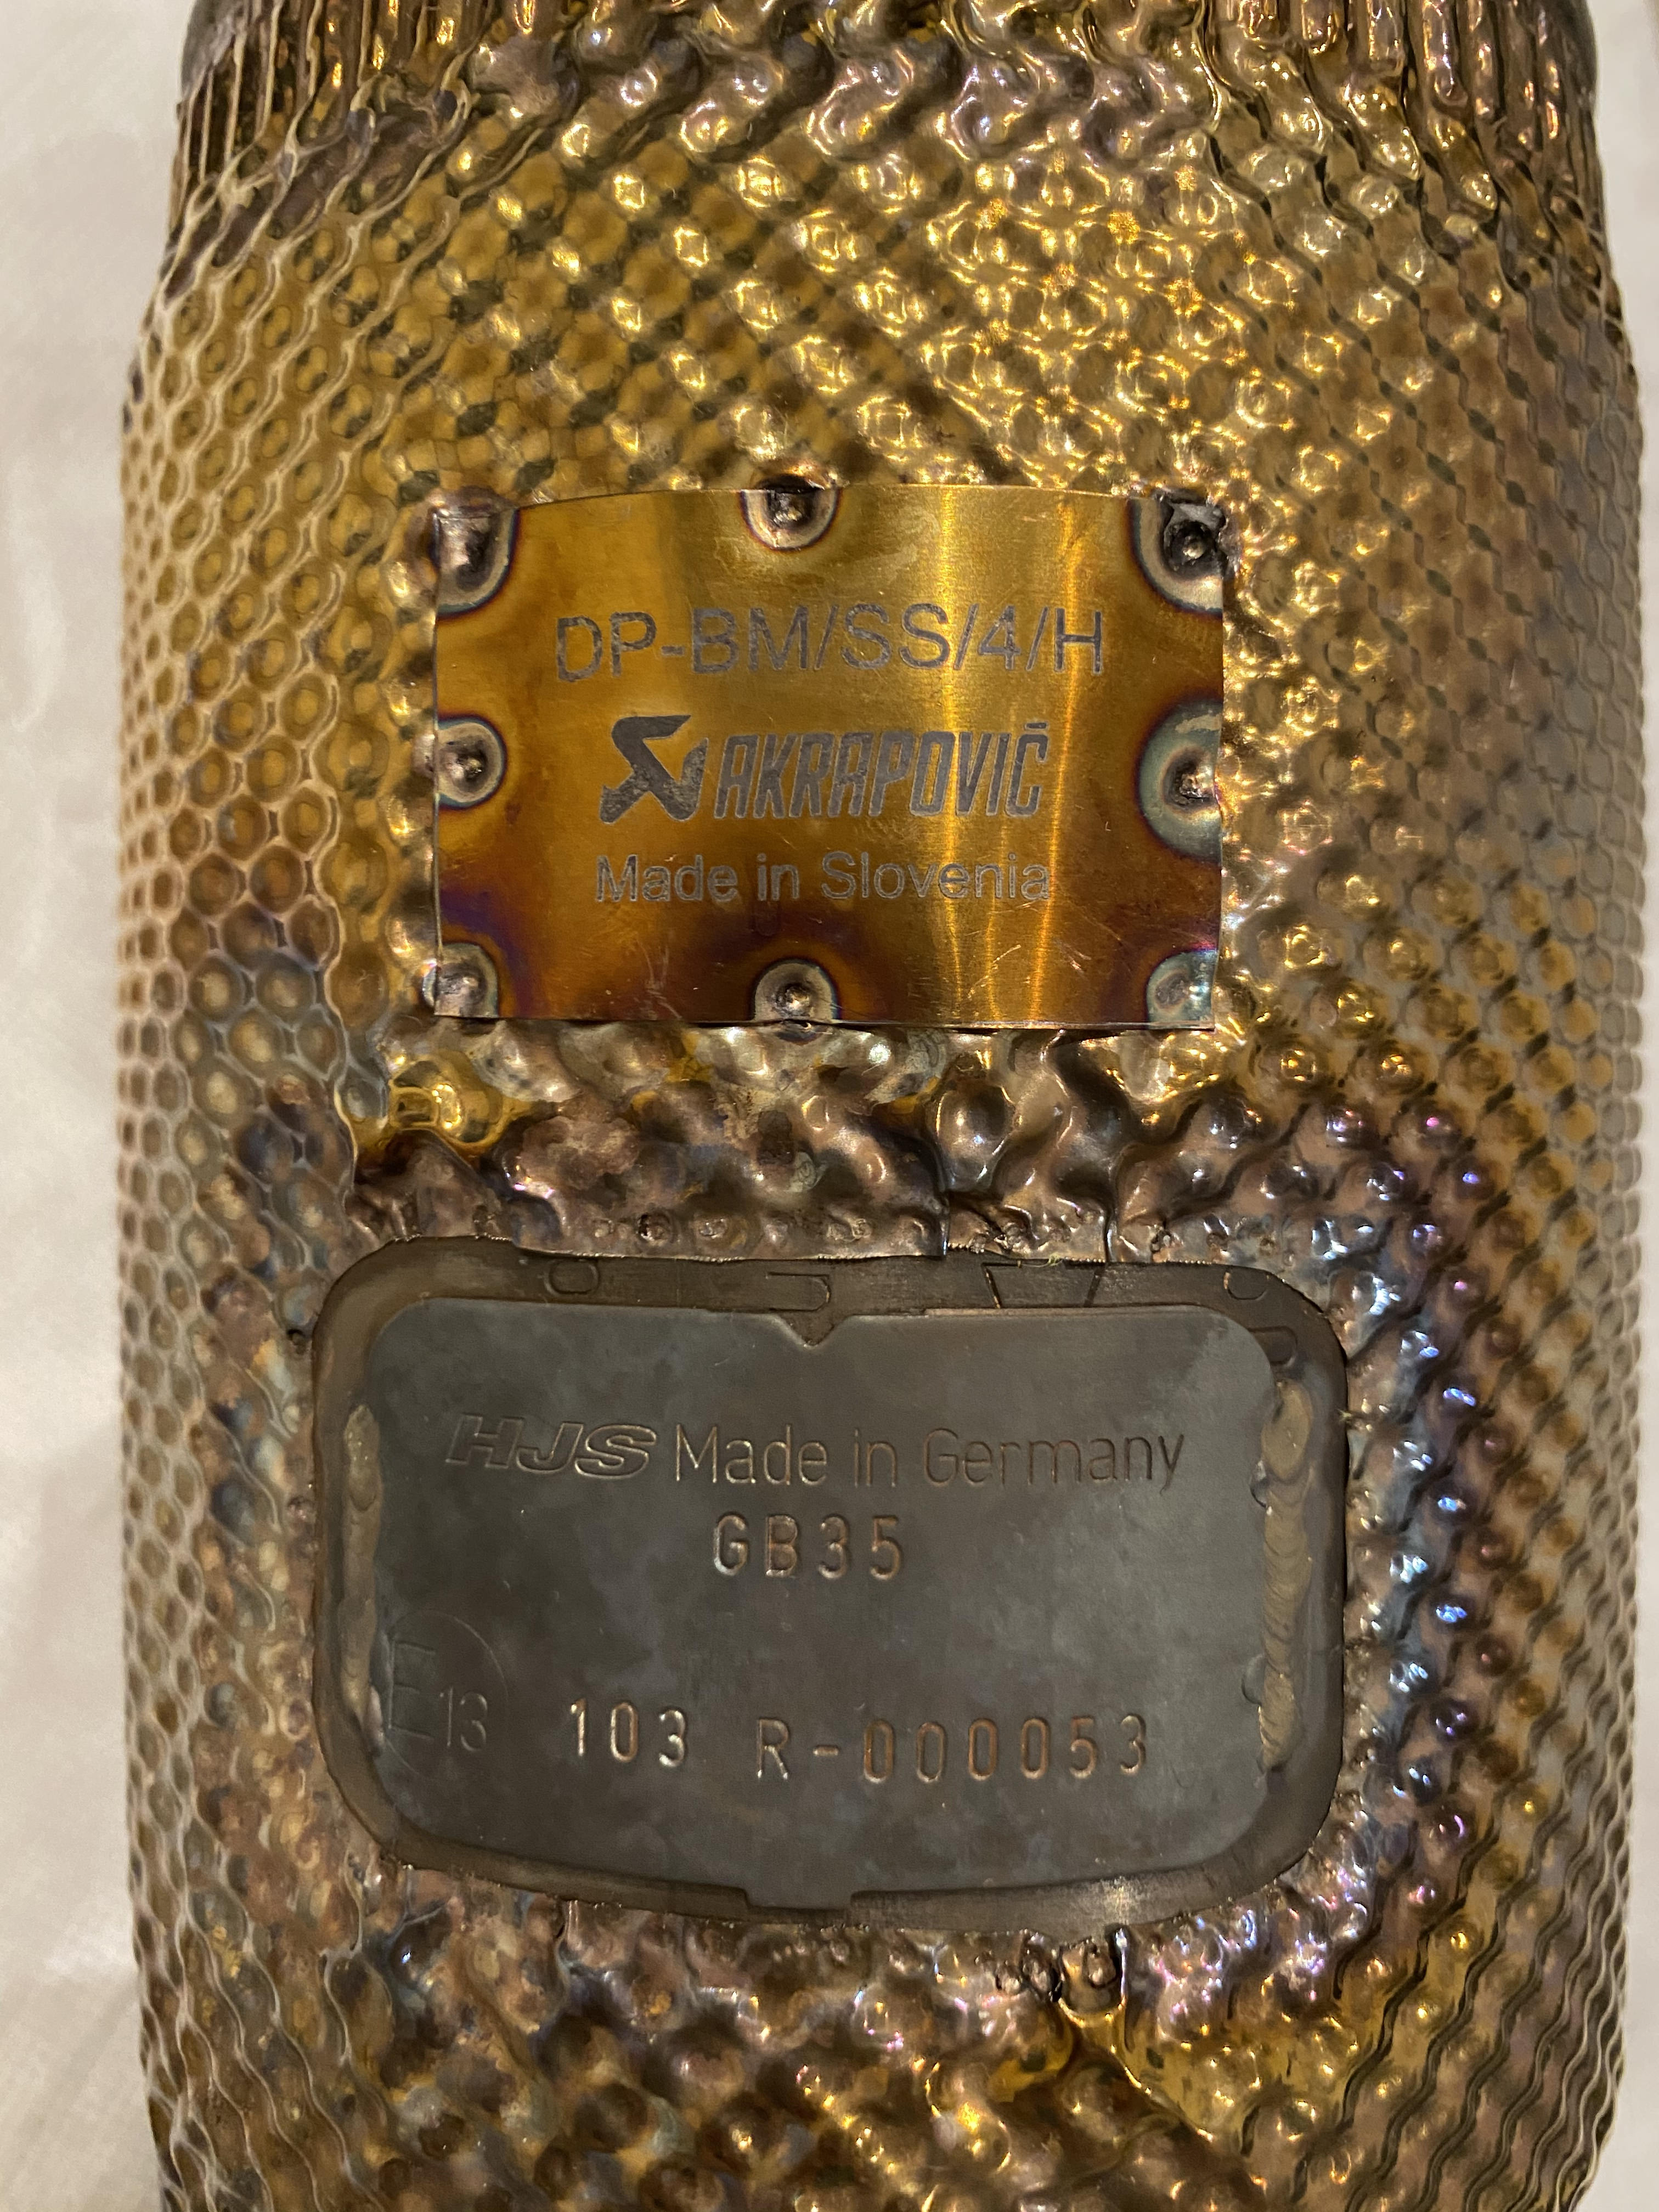 DP-BM/SS/4/H
AKRAPOVIČ
Made in Slovenia
HJS Made in Germany
GB35
E13 103 R-000053